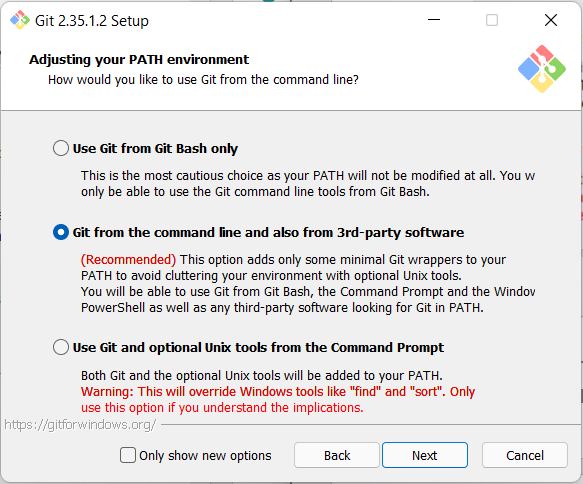 Git 2.35.1.2 Setup
Adjusting your PATH environment
How would you like to use Git from the command line?
Use Git from Git Bash only
This is the most cautious choice as your PATH will not be modified at all. You w
only be able to use the Git command line tools from Git Bash.
Git from the command line and also from 3rd-party software
(Recommended) This option adds only some minimal Git wrappers to your
PATH to avoid cluttering your environment with optional Unix tools.
You will be able to use Git from Git Bash, the Command Prompt and the Window
PowerShell as well as any third-party software looking for Git in PATH.
Use Git and optional Unix tools from the Command Prompt
Both Git and the optional Unix tools will be added to your PATH.
Warning: This will override Windows tools like "find" and "sort". Only
use this option if you understand the implications.
https://gitforwindows.org/
Only show new options
Back
Next
Cancel